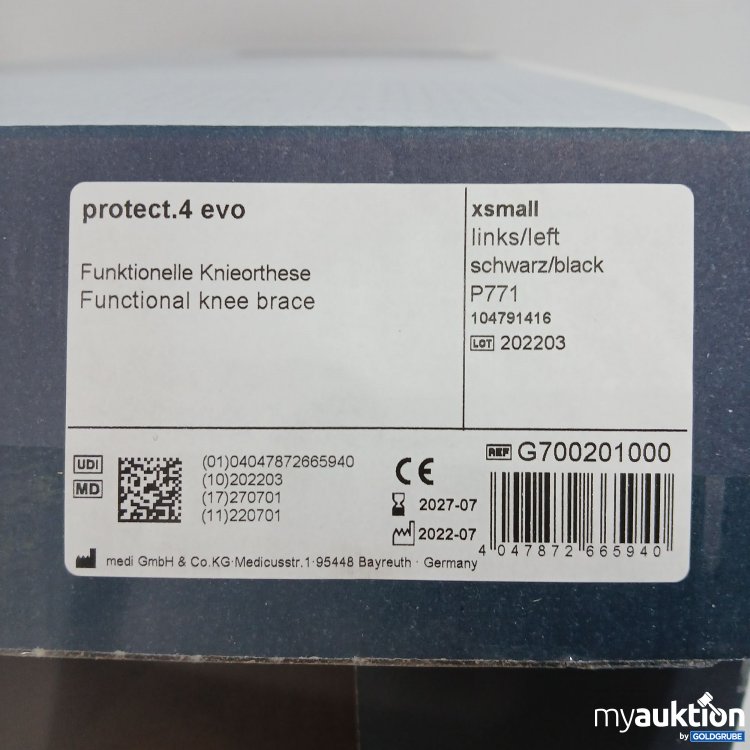 protect.4 evo
Funktionelle Knieorthese
Functional knee brace
xsmall
links/left
schwarz/black
P771
104791416
LOT 202203
UDI
MD
(01)04047872665940
(10)202203
(17)270701
(11)220701
CE
2027-07
2022-07
REF G700201000
4 047872 665940
medi GmbH & Co.KG·Medicusstr.1·95448 Bayreuth · Germany
myauktion
by GOLDGRUBE